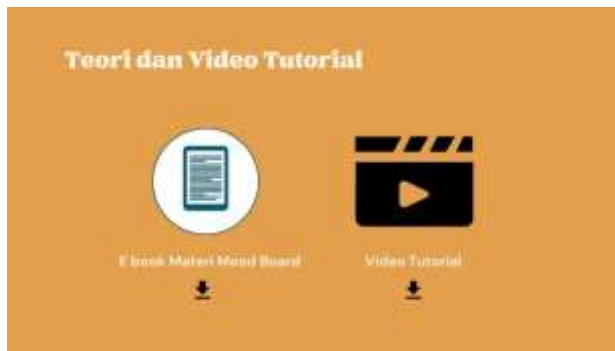 Teori dan Video Tutorial
E book Materi Mood Board
Video Tutorial